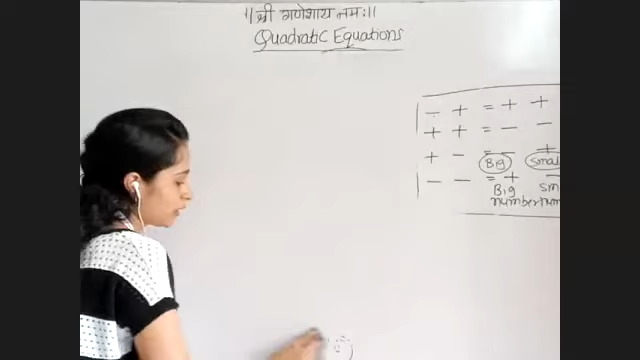 ॥ श्री गणेशाय नमः॥
Quadratic Equations
− + = + +
+ + = − −
+ − = − +
Big Small
− − = + −
Big
number